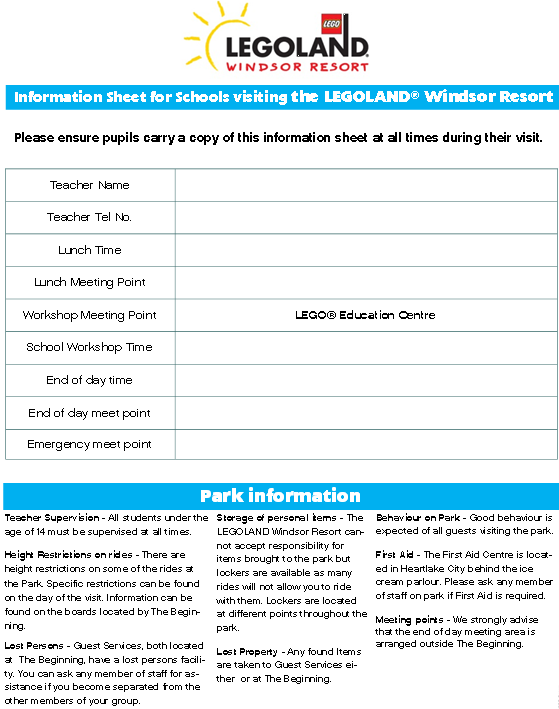 LEGO
LEGOLAND
WINDSOR RESORT
Information Sheet for Schools visiting the LEGOLAND® Windsor Resort
Please ensure pupils carry a copy of this information sheet at all times during their visit.
Teacher Name
Teacher Tel No.
Lunch Time
Lunch Meeting Point
Workshop Meeting Point
LEGO® Education Centre
School Workshop Time
End of day time
End of day meet point
Emergency meet point
Park information
Teacher Supervision - All students under the
age of 14 must be supervised at all times.
Height Restrictions on rides - There are
height restrictions on some of the rides at
the Park. Specific restrictions can be found
on the day of the visit. Information can be
found on the boards located by The Begin-
ning.
Lost Persons - Guest Services, both located
at The Beginning, have a lost persons facili-
ty. You can ask any member of staff for as-
sistance if you become separated from the
other members of your group.
Storage of personal items - The
LEGOLAND Windsor Resort can-
not accept responsibility for
items brought to the park but
lockers are available as many
rides will not allow you to ride
with them. Lockers are located
at different points throughout the
park.
Lost Property - Any found Items
are taken to Guest Services ei-
ther or at The Beginning.
Behaviour on Park - Good behaviour is
expected of all guests visiting the park.
First Aid - The First Aid Centre is locat-
ed in Heartlake City behind the ice
cream parlour. Please ask any member
of staff on park if First Aid is required.
Meeting points - We strongly advise
that the end of day meeting area is
arranged outside The Beginning.